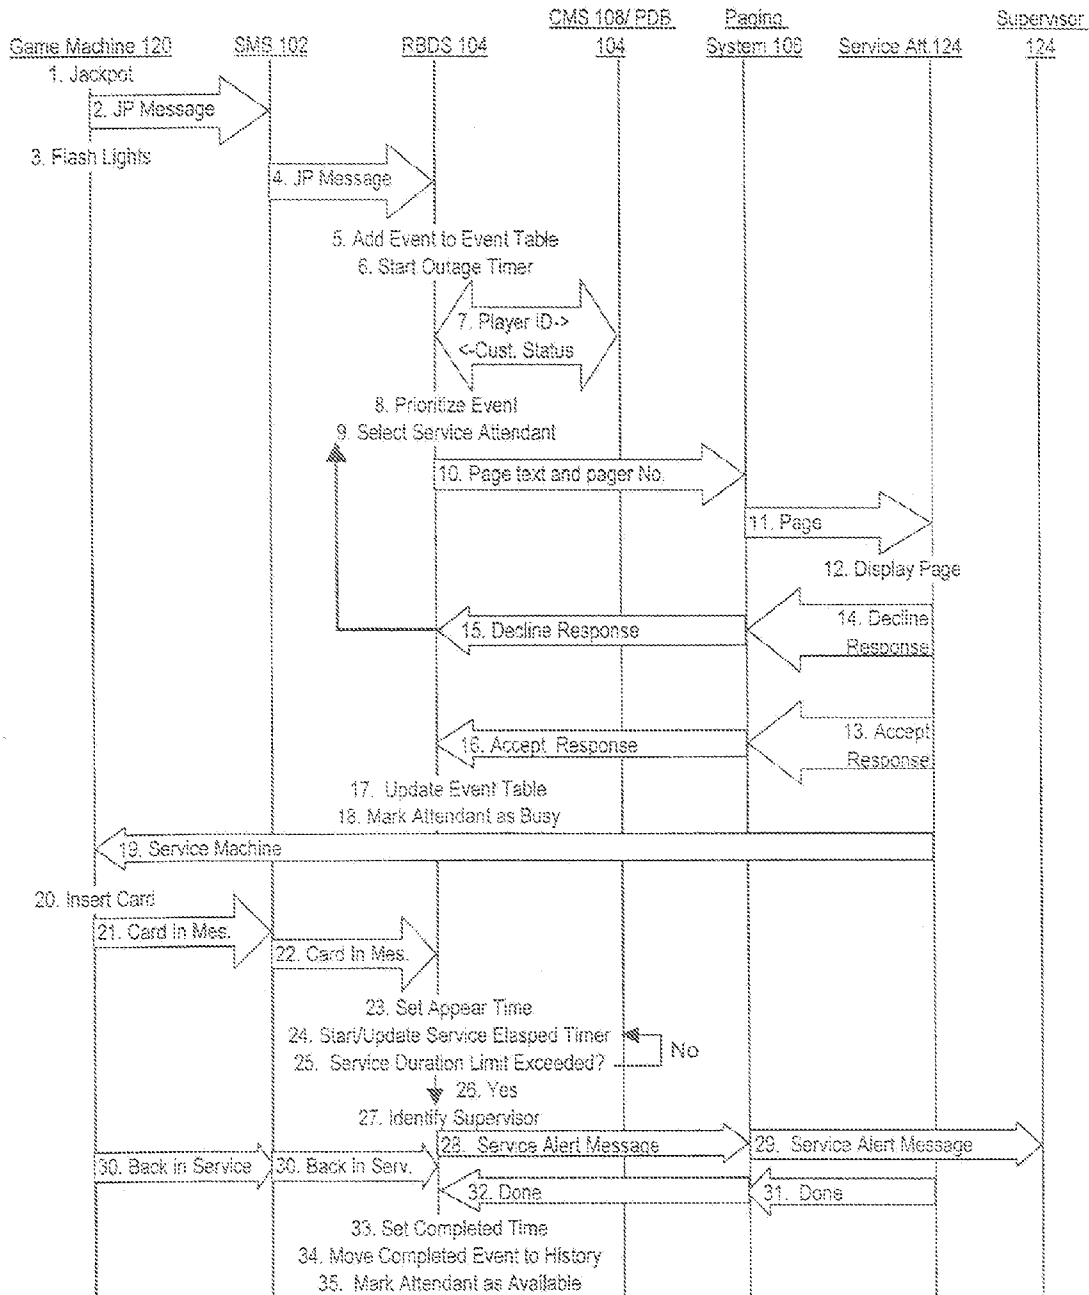 Game Machine 120
SMS 102
RBDS 104
CMS 108/ PDB
104
Paging
System 106
Service Att.124
Supervisor
124
1. Jackpot
2. JP Message
3. Flash Lights
4. JP Message
5. Add Event to Event Table
6. Start Outage Timer
7. Player ID->
<-Cust. Status
8. Prioritize Event
9. Select Service Attendant
10. Page text and pager No.
11. Page
12. Display Page
15. Decline Response
14. Decline
Response
16. Accept Response
13. Accept
Response
17. Update Event Table
18. Mark Attendant as Busy
19. Service Machine
20. Insert Card
21. Card In Mes.
22. Card In Mes.
23. Set Appear Time
24. Start/Update Service Elasped Timer
25. Service Duration Limit Exceeded?
No
26. Yes
27. Identify Supervisor
28. Service Alert Message
29. Service Alert Message
30. Back in Service
30. Back in Serv.
32. Done
31. Done
33. Set Completed Time
34. Move Completed Event to History
35. Mark Attendant as Available